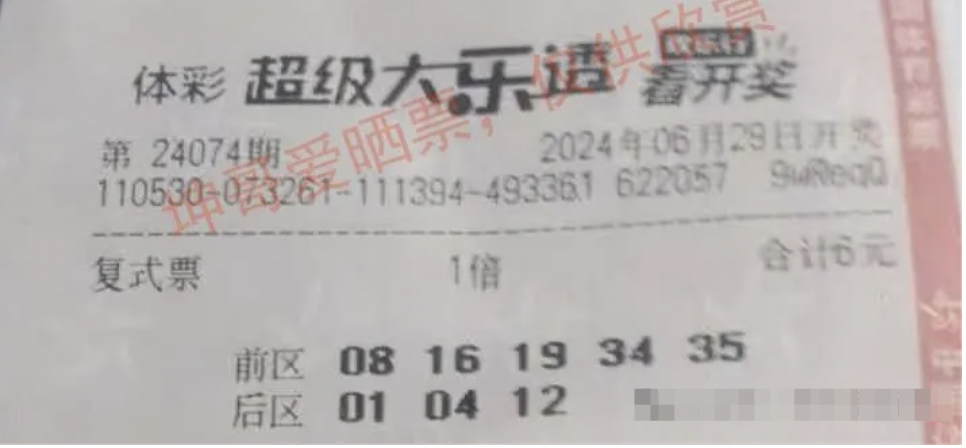 体彩 超级大乐透 看开奖
坤哥爱晒票，仅供欣赏
第 24074期 2024年06月29日开奖
110530-073261-111394-493361 622057 9wReqQ
复式票 1倍 合计6元
前区 08 16 19 34 35
后区 01 04 12